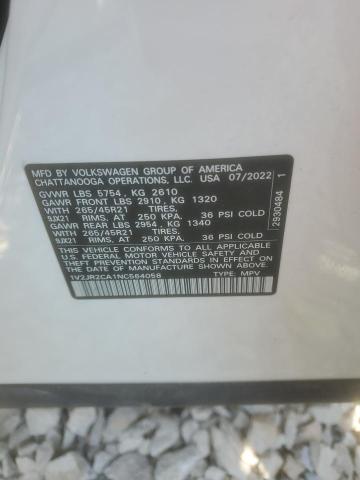 MFD. BY VOLKSWAGEN GROUP OF AMERICA
CHATTANOOGA OPERATIONS, LLC. USA 07/2022
GVWR LBS 5754, KG 2610
GAWR FRONT LBS 2910, KG 1320
WITH 265/45R21 TIRES,
9JX21 RIMS, AT 250 KPA, 36 PSI COLD
GAWR REAR LBS 2954, KG 1340
WITH 265/45R21 TIRES,
9JX21 RIMS, AT 250 KPA, 36 PSI COLD
THIS VEHICLE CONFORMS TO ALL APPLICABLE
U.S. FEDERAL MOTOR VEHICLE SAFETY, BUMPER AND
THEFT PREVENTION STANDARDS IN EFFECT ON THE
DATE OF MANUFACTURE SHOWN ABOVE.
1V2JR2CA1NC564058 TYPE: MPV
2930484 1